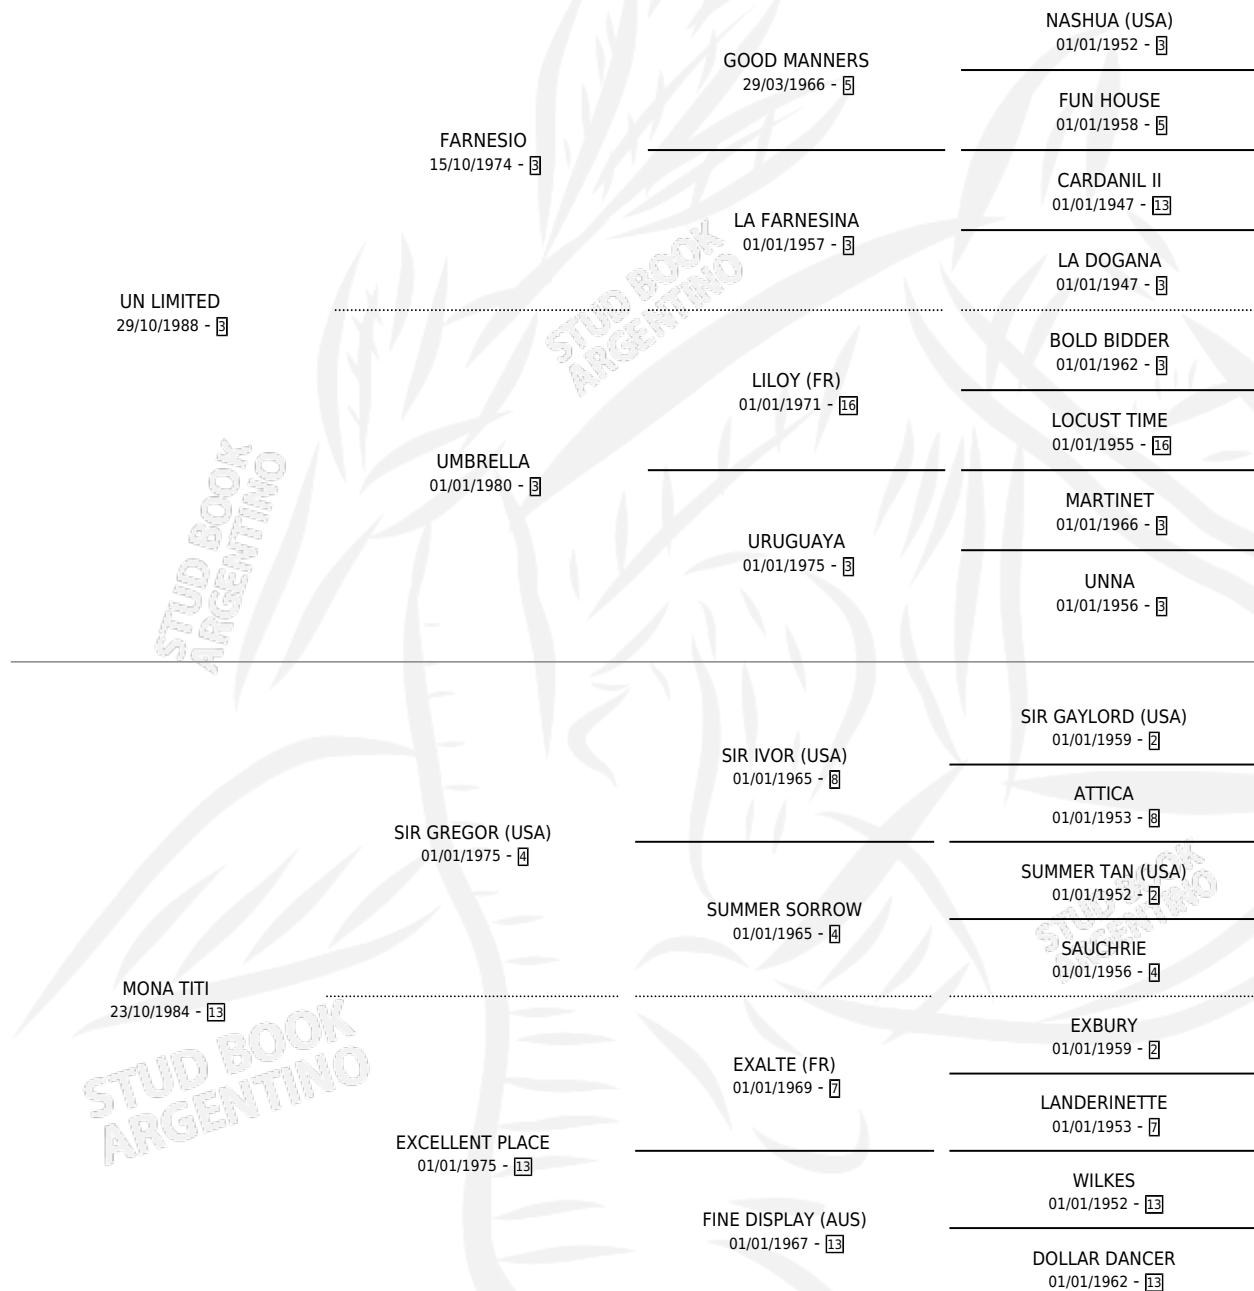 NASHUA (USA)
01/01/1952 - 3
GOOD MANNERS
29/03/1966 - 5
FUN HOUSE
01/01/1958 - 5
FARNESIO
15/10/1974 - 3
CARDANIL II
01/01/1947 - 13
LA FARNESINA
01/01/1957 - 3
LA DOGANA
01/01/1947 - 3
UN LIMITED
29/10/1988 - 3
BOLD BIDDER
01/01/1962 - 3
LILOY (FR)
01/01/1971 - 16
LOCUST TIME
01/01/1955 - 16
UMBRELLA
01/01/1980 - 3
MARTINET
01/01/1966 - 3
URUGUAYA
01/01/1975 - 3
UNNA
01/01/1956 - 3
STUD BOOK
ARGENTINO
STUD BOOK
ARGENTINO
SIR GAYLORD (USA)
01/01/1959 - 2
SIR IVOR (USA)
01/01/1965 - 8
ATTICA
01/01/1953 - 8
SIR GREGOR (USA)
01/01/1975 - 4
SUMMER TAN (USA)
01/01/1952 - 2
SUMMER SORROW
01/01/1965 - 4
SAUCHRIE
01/01/1956 - 4
MONA TITI
23/10/1984 - 13
EXBURY
01/01/1959 - 2
EXALTE (FR)
01/01/1969 - 7
LANDERINETTE
01/01/1953 - 7
EXCELLENT PLACE
01/01/1975 - 13
WILKES
01/01/1952 - 13
FINE DISPLAY (AUS)
01/01/1967 - 13
DOLLAR DANCER
01/01/1962 - 13
STUD BOOK
ARGENTINO
STUD BOOK
ARGENTINO